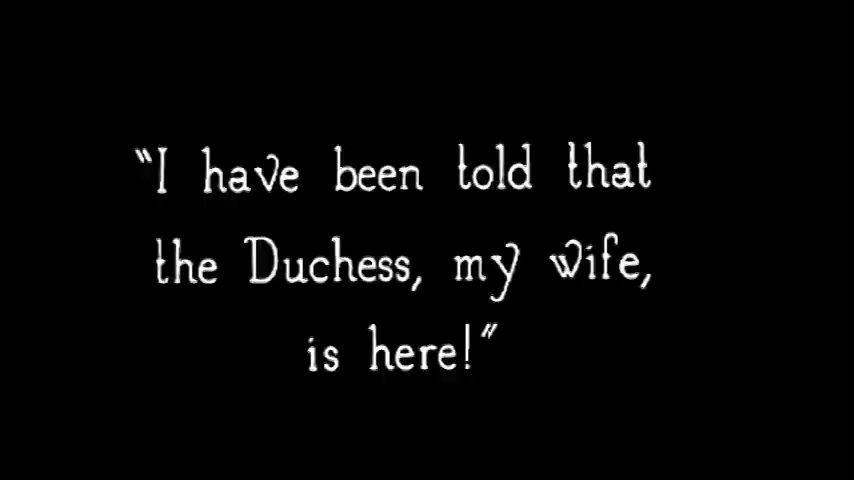 “I have been told that
the Duchess, my wife,
is here!”